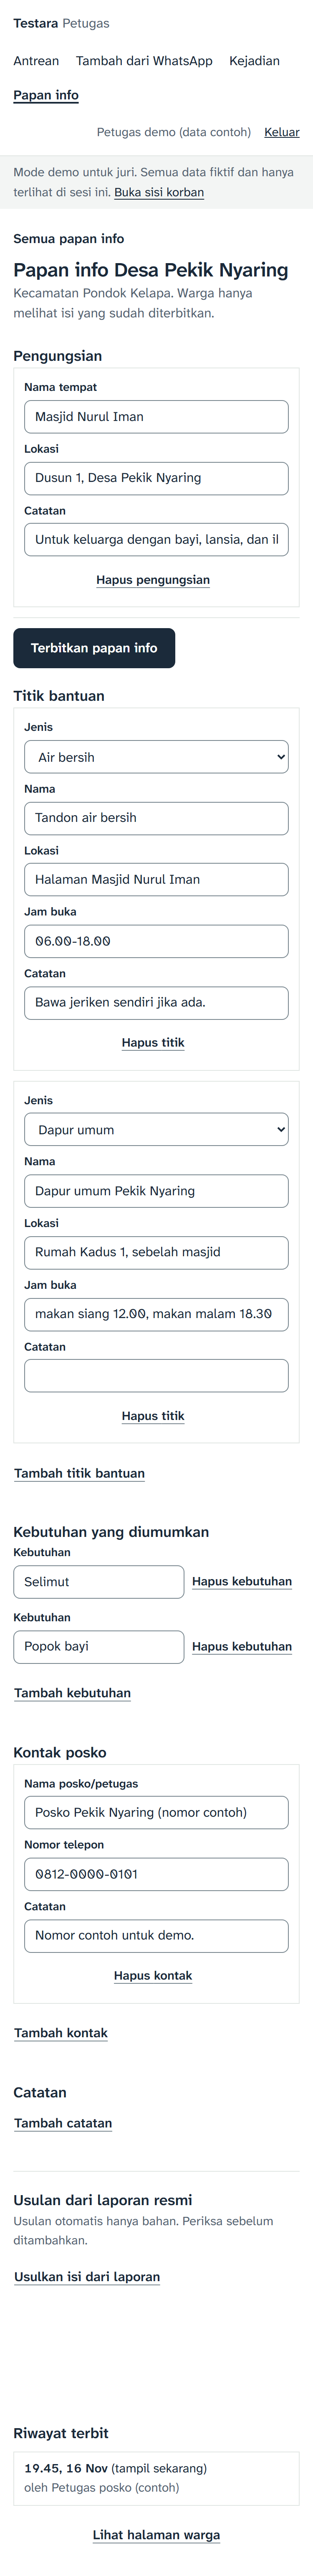 Testara Petugas
Antrean Tambah dari WhatsApp Kejadian
Papan info
Petugas demo (data contoh) Keluar
Mode demo untuk juri. Semua data fiktif dan hanya
terlihat di sesi ini. Buka sisi korban
Semua papan info
Papan info Desa Pekik Nyaring
Kecamatan Pondok Kelapa. Warga hanya
melihat isi yang sudah diterbitkan.
Pengungsian
Nama tempat
Masjid Nurul Iman
Lokasi
Dusun 1, Desa Pekik Nyaring
Catatan
Untuk keluarga dengan bayi, lansia, dan il
Hapus pengungsian
Terbitkan papan info
Titik bantuan
Jenis
Air bersih
Nama
Tandon air bersih
Lokasi
Halaman Masjid Nurul Iman
Jam buka
06.00-18.00
Catatan
Bawa jeriken sendiri jika ada.
Hapus titik
Jenis
Dapur umum
Nama
Dapur umum Pekik Nyaring
Lokasi
Rumah Kadus 1, sebelah masjid
Jam buka
makan siang 12.00, makan malam 18.30
Catatan
Hapus titik
Tambah titik bantuan
Kebutuhan yang diumumkan
Kebutuhan
Selimut Hapus kebutuhan
Kebutuhan
Popok bayi Hapus kebutuhan
Tambah kebutuhan
Kontak posko
Nama posko/petugas
Posko Pekik Nyaring (nomor contoh)
Nomor telepon
0812-0000-0101
Catatan
Nomor contoh untuk demo.
Hapus kontak
Tambah kontak
Catatan
Tambah catatan
Usulan dari laporan resmi
Usulan otomatis hanya bahan. Periksa sebelum
ditambahkan.
Usulkan isi dari laporan
Riwayat terbit
19.45, 16 Nov (tampil sekarang)
oleh Petugas posko (contoh)
Lihat halaman warga